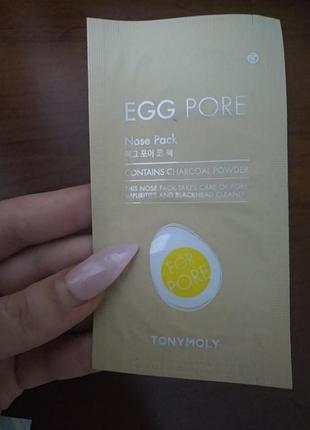 EGG PORE
Nose Pack
에그 포어 코 팩
CONTAINS CHARCOAL POWDER
THIS NOSE PACK TAKES CARE OF PORE
IMPURITIES AND BLACKHEAD CLEANLY
FOR
PORE
TONYMOLY